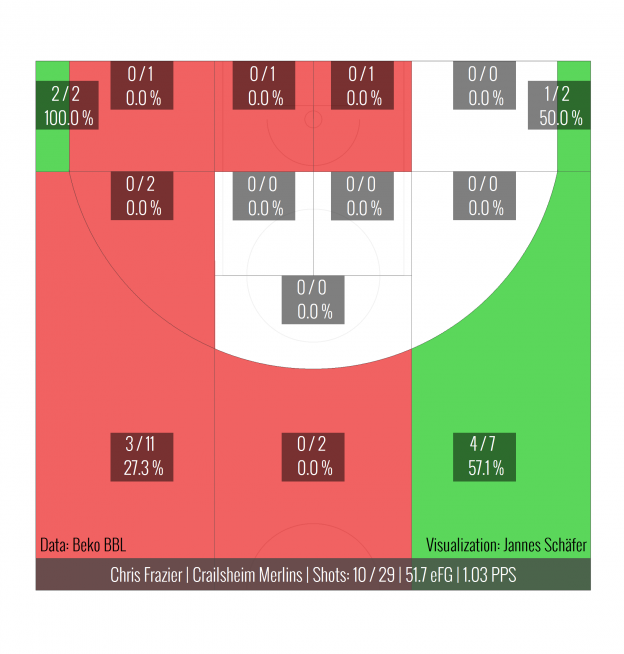 0 / 1
0.0 %
0 / 1
0.0 %
0 / 1
0.0 %
0 / 0
0.0 %
2 / 2
100.0 %
1 / 2
50.0 %
0 / 2
0.0 %
0 / 0
0.0 %
0 / 0
0.0 %
0 / 0
0.0 %
0 / 0
0.0 %
3 / 11
27.3 %
0 / 2
0.0 %
4 / 7
57.1 %
Data: Beko BBL
Visualization: Jannes Schäfer
Chris Frazier | Crailsheim Merlins | Shots: 10 / 29 | 51.7 eFG | 1.03 PPS